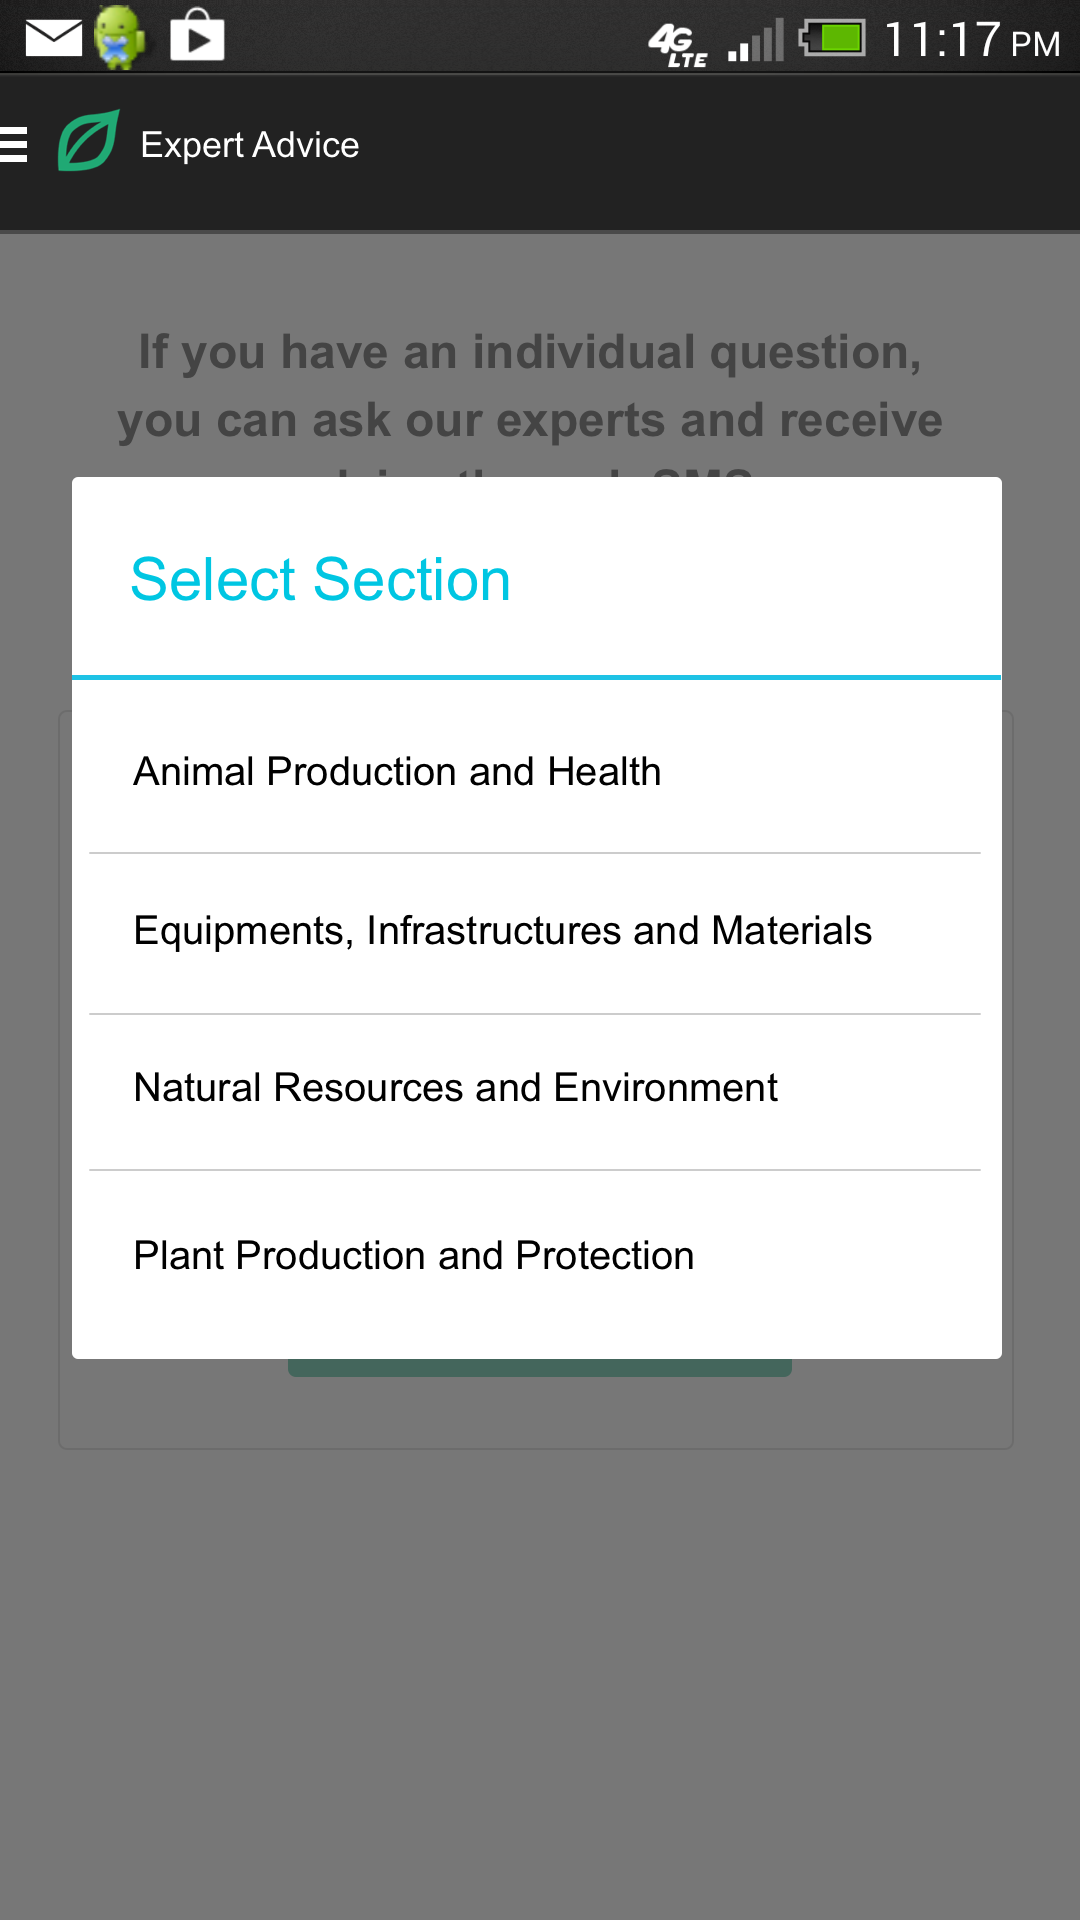 4G LTE 11:17 PM
Expert Advice
If you have an individual question,
you can ask our experts and receive
Select Section
Animal Production and Health
Equipments, Infrastructures and Materials
Natural Resources and Environment
Plant Production and Protection